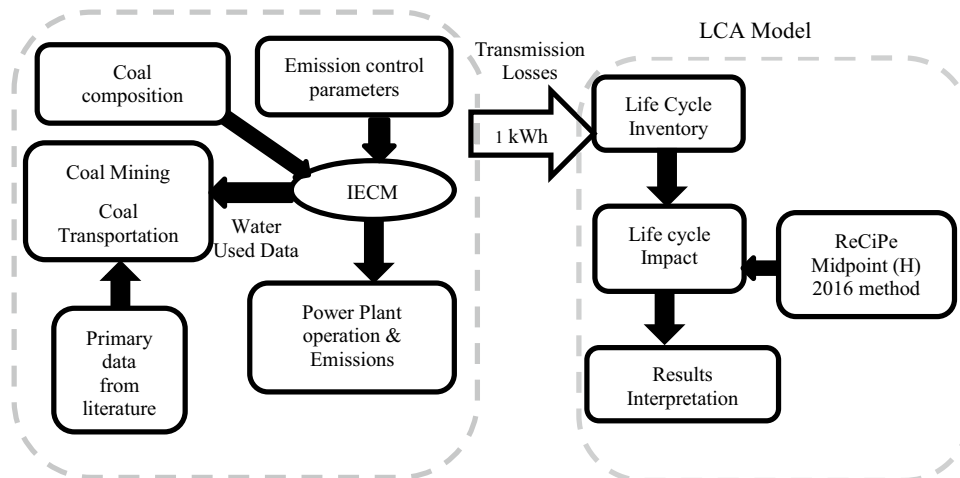 LCA Model
Coal
composition
Emission control
parameters
Transmission
Losses
1 kWh
Life Cycle
Inventory
Coal Mining
Coal
Transportation
IECM
Water
Used Data
Life cycle
Impact
ReCiPe
Midpoint (H)
2016 method
Primary
data
from
literature
Power Plant
operation &
Emissions
Results
Interpretation